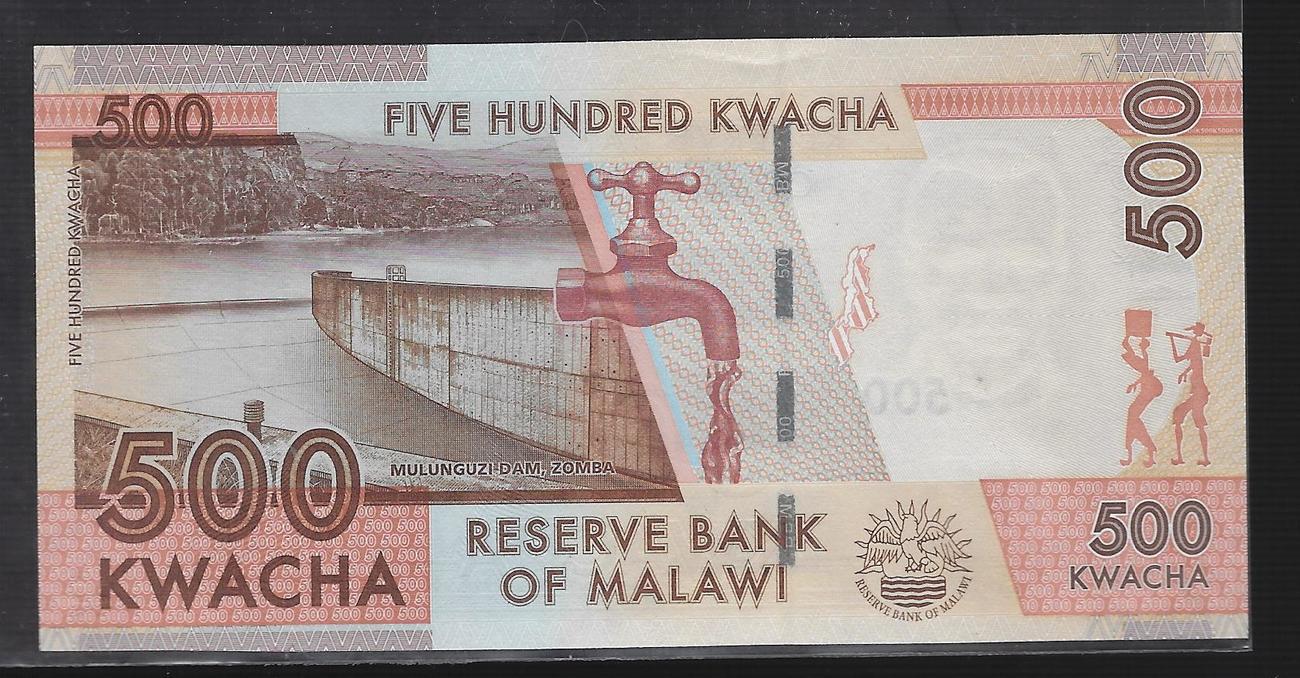 500
FIVE HUNDRED KWACHA
500
FIVE HUNDRED KWACHA
MULUNGUZI DAM, ZOMBA
500
KWACHA
RESERVE BANK
OF MALAWI
RESERVE BANK OF MALAWI
500
KWACHA
500